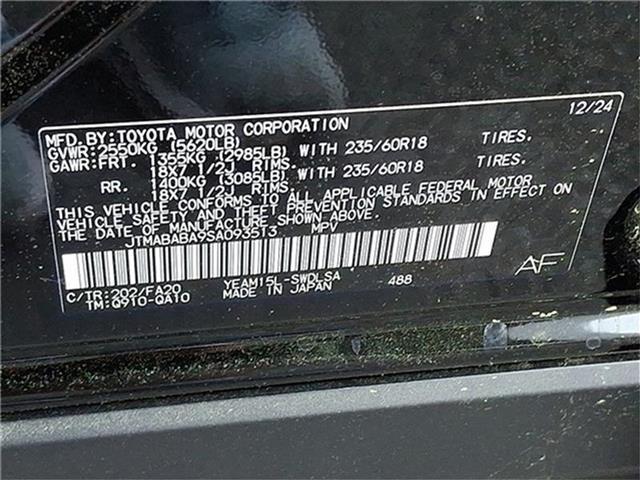 12/24
MFD.BY:TOYOTA MOTOR CORPORATION
GVWR:2550KG (5620LB)
GAWR:FRT. 1355KG (2985LB) WITH 235/60R18 TIRES.
18X7 1/2J RIMS.
RR. 1400KG (3085LB) WITH 235/60R18 TIRES.
18X7 1/2J RIMS.
THIS VEHICLE CONFORMS TO ALL APPLICABLE FEDERAL MOTOR
VEHICLE SAFETY AND THEFT PREVENTION STANDARDS IN EFFECT ON
THE DATE OF MANUFACTURE SHOWN ABOVE.
JTMABABA9SA093513 MPV
C/TR:202/FA20 YEAM15L-SWDLSA 488
TM:Q910-QA10 MADE IN JAPAN
AF